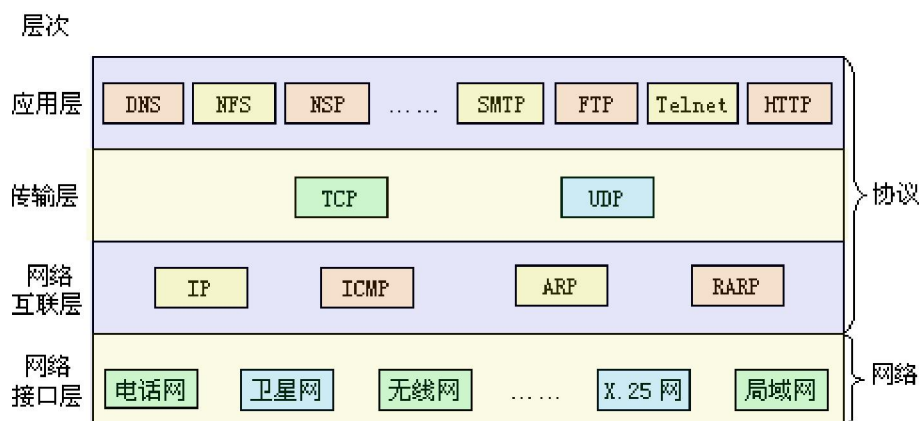 层次
应用层 DNS NFS NSP …… SMTP FTP Telnet HTTP
传输层 TCP UDP 协议
网络
互联层 IP ICMP ARP RARP
网络
接口层 电话网 卫星网 无线网 …… X.25 网 局域网 网络